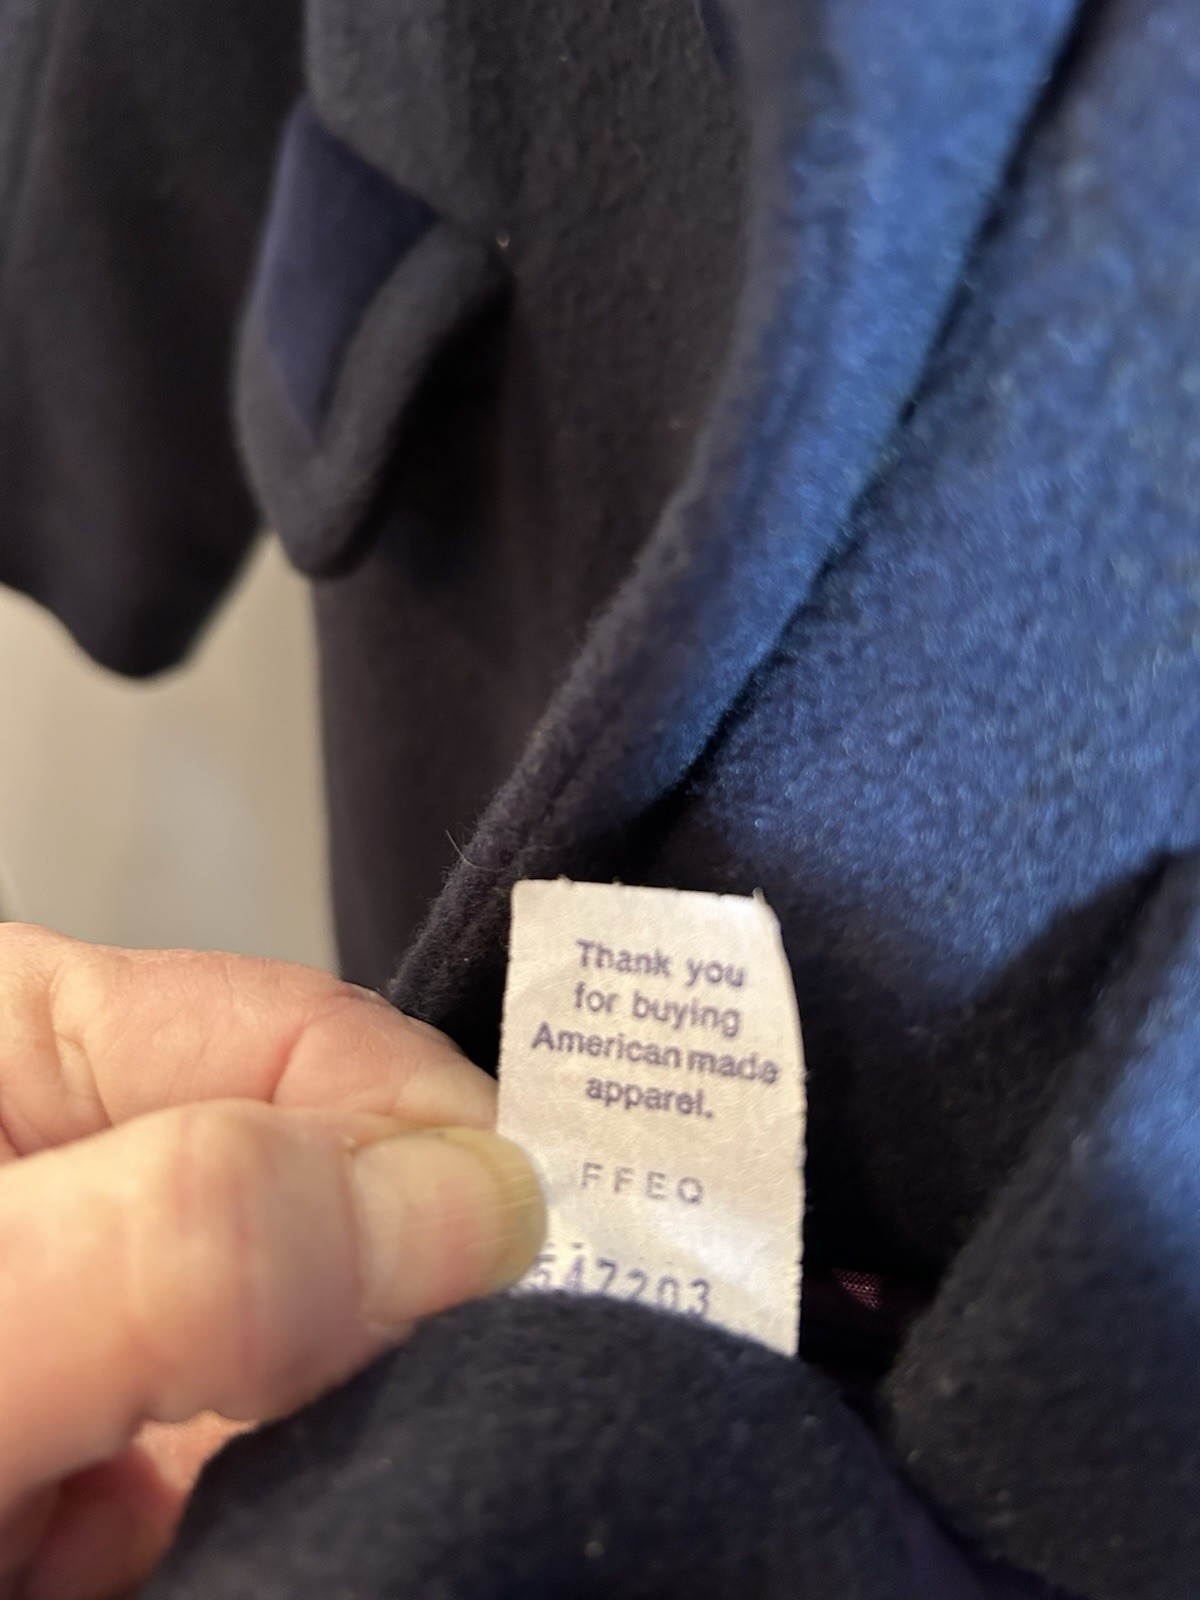 Thank you
for buying
American made
apparel.
FFEQ
547203